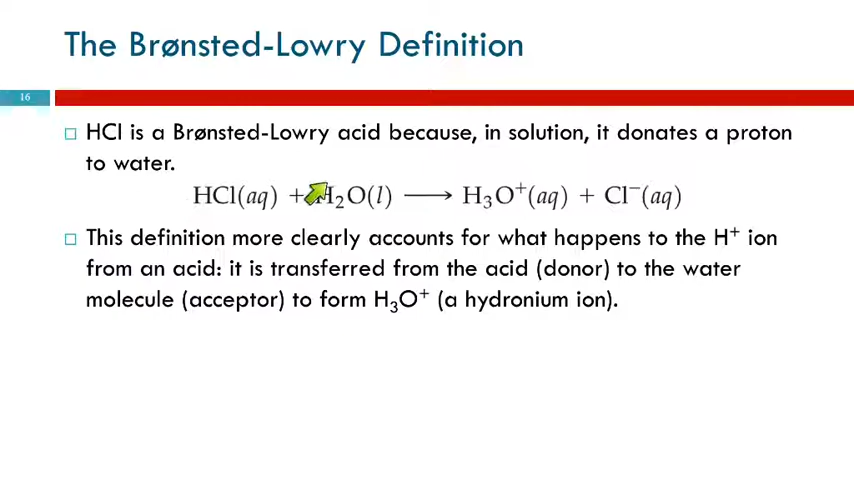 The Brønsted-Lowry Definition
16
□ HCl is a Brønsted-Lowry acid because, in solution, it donates a proton
to water.
HCl(aq) + H₂O(l) ⟶ H₃O⁺(aq) + Cl⁻(aq)
□ This definition more clearly accounts for what happens to the H⁺ ion
from an acid: it is transferred from the acid (donor) to the water
molecule (acceptor) to form H₃O⁺ (a hydronium ion).